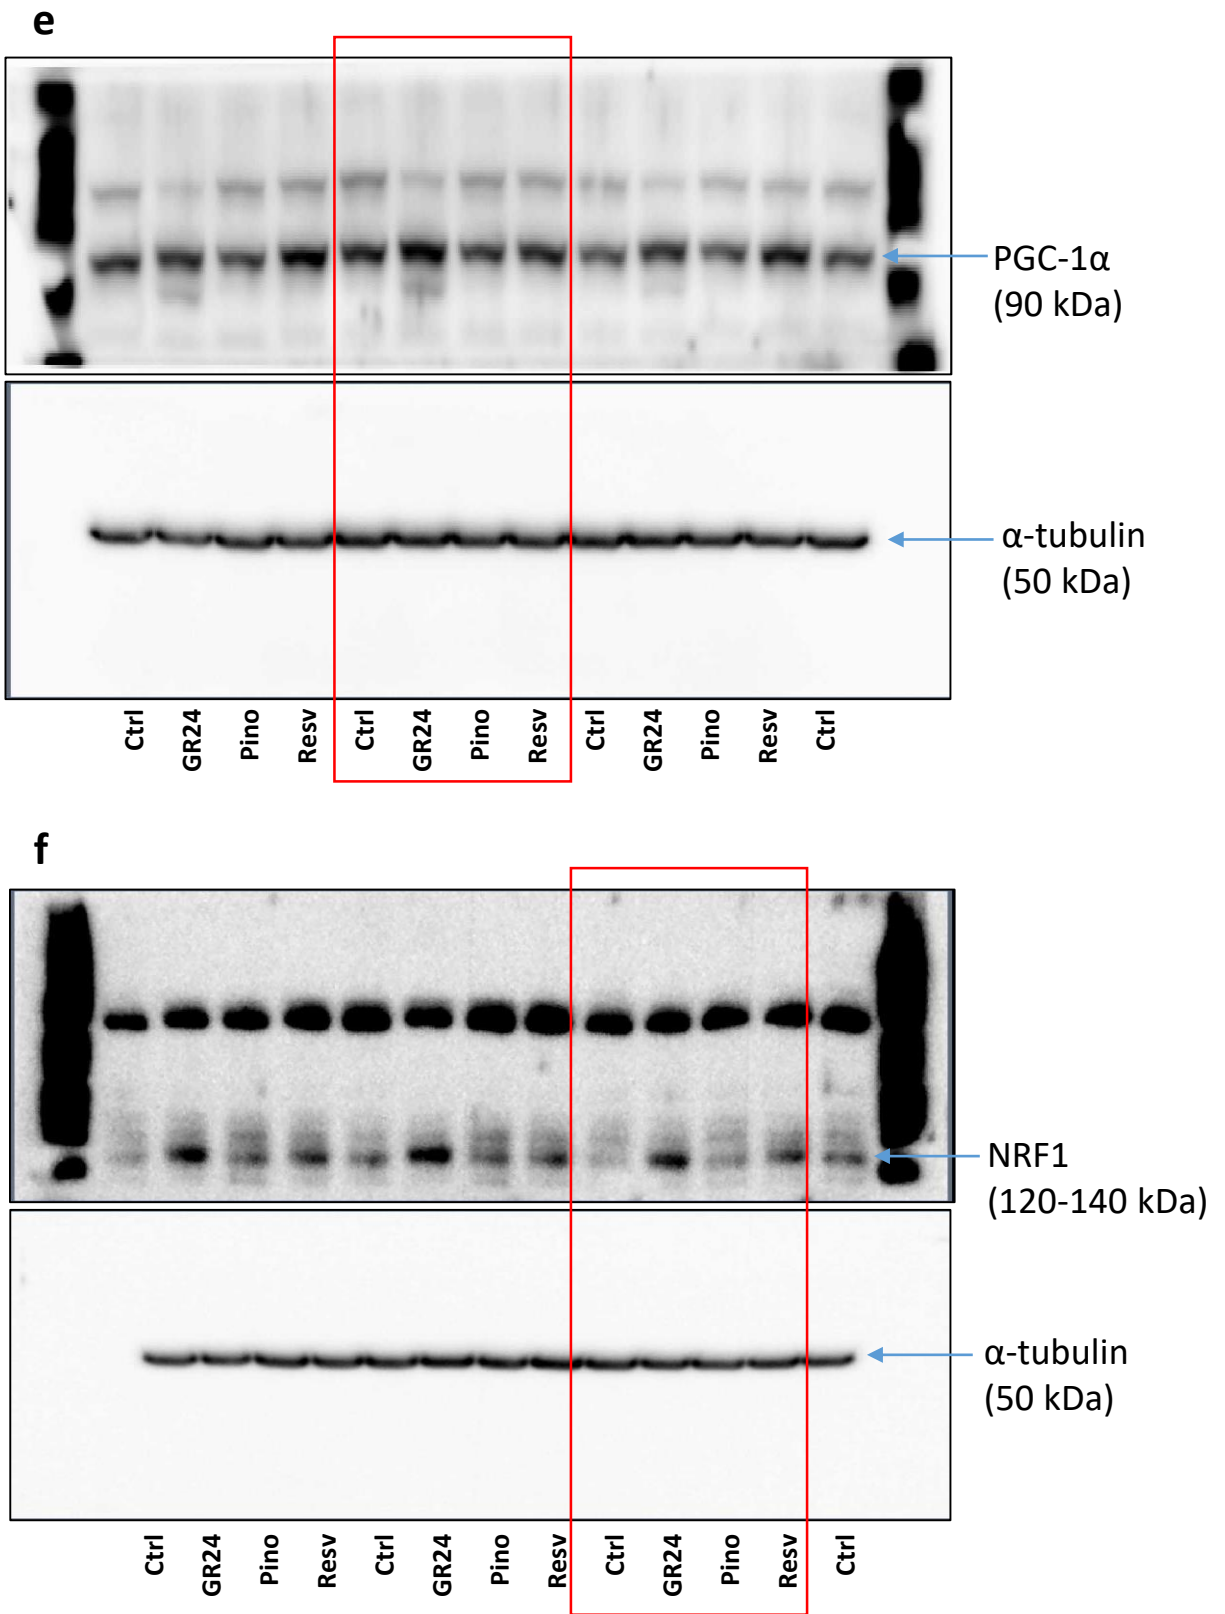 e
PGC-1α
(90 kDa)
α-tubulin
(50 kDa)
Ctrl GR24 Pino Resv Ctrl GR24 Pino Resv Ctrl GR24 Pino Resv Ctrl
f
NRF1
(120-140 kDa)
α-tubulin
(50 kDa)
Ctrl GR24 Pino Resv Ctrl GR24 Pino Resv Ctrl GR24 Pino Resv Ctrl